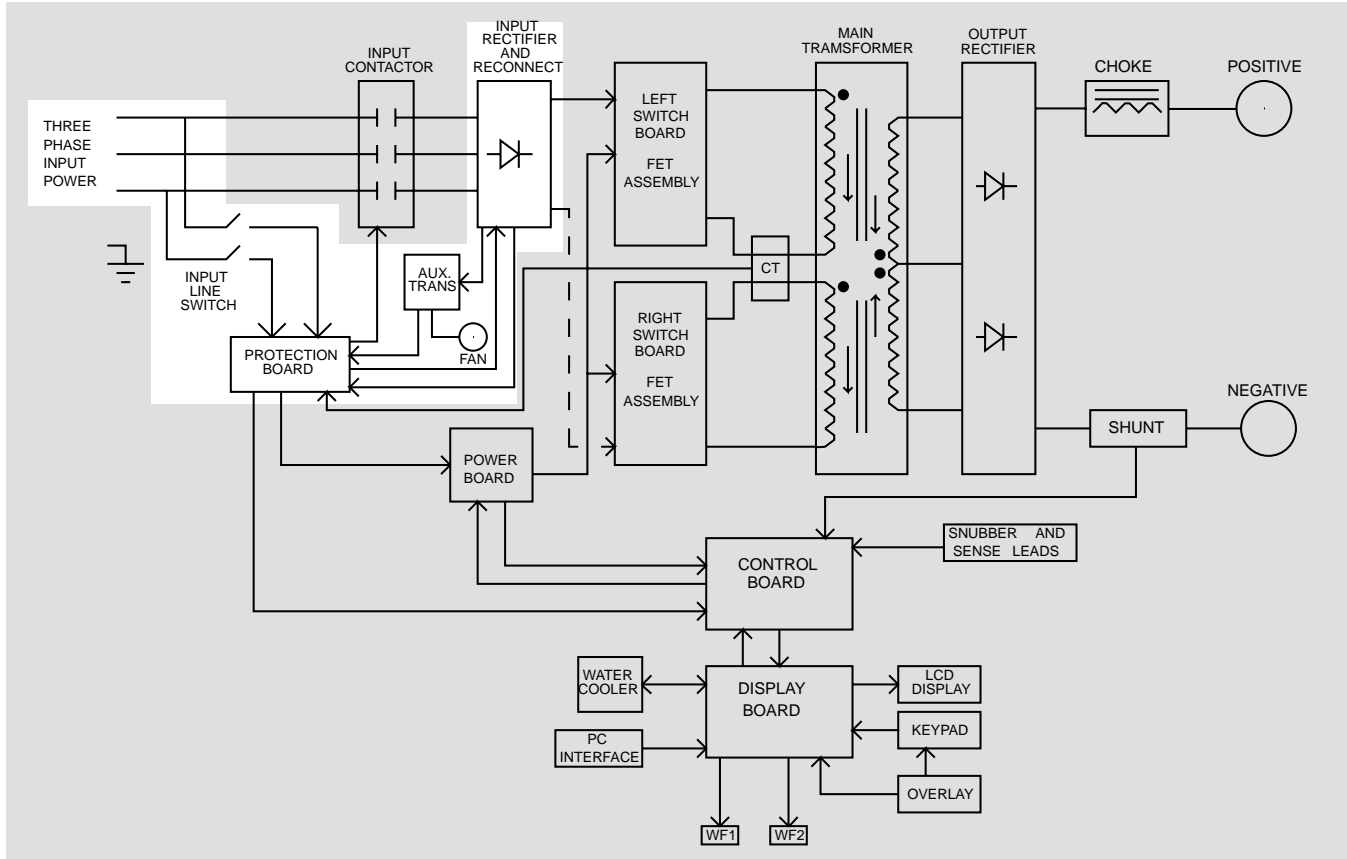 INPUT
RECTIFIER
AND
RECONNECT
INPUT
CONTACTOR
MAIN
TRAMSFORMER
OUTPUT
RECTIFIER
CHOKE
POSITIVE
THREE
PHASE
INPUT
POWER
LEFT
SWITCH
BOARD
FET
ASSEMBLY
INPUT
LINE
SWITCH
AUX.
TRANS
FAN
CT
PROTECTION
BOARD
RIGHT
SWITCH
BOARD
FET
ASSEMBLY
NEGATIVE
SHUNT
POWER
BOARD
SNUBBER AND
SENSE LEADS
CONTROL
BOARD
WATER
COOLER
DISPLAY
BOARD
LCD
DISPLAY
PC
INTERFACE
KEYPAD
OVERLAY
WF1
WF2